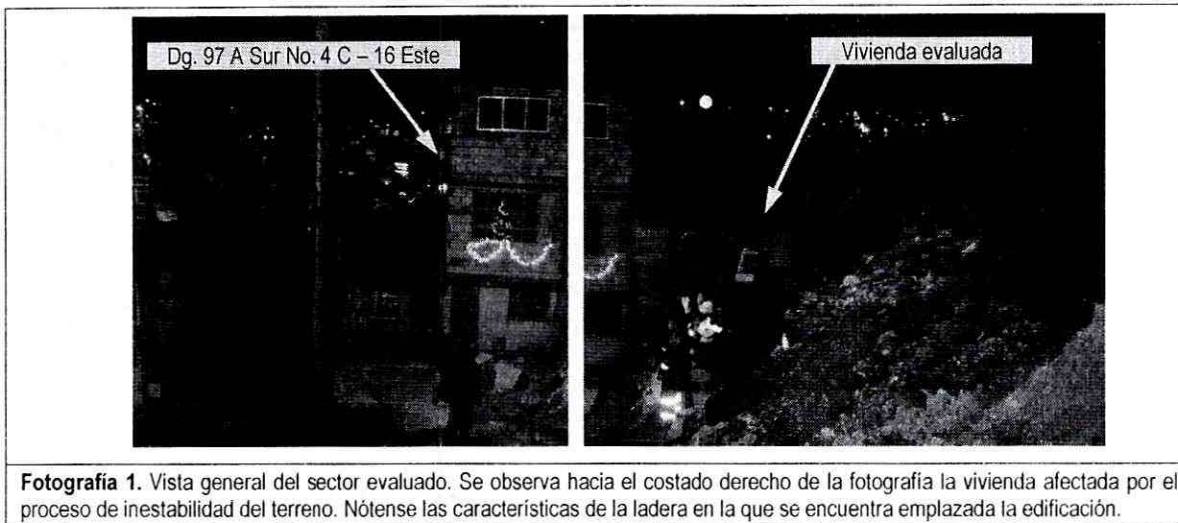 Dg. 97 A Sur No. 4 C – 16 Este
Vivienda evaluada
Fotografía 1. Vista general del sector evaluado. Se observa hacia el costado derecho de la fotografía la vivienda afectada por el
proceso de inestabilidad del terreno. Nótense las características de la ladera en la que se encuentra emplazada la edificación.